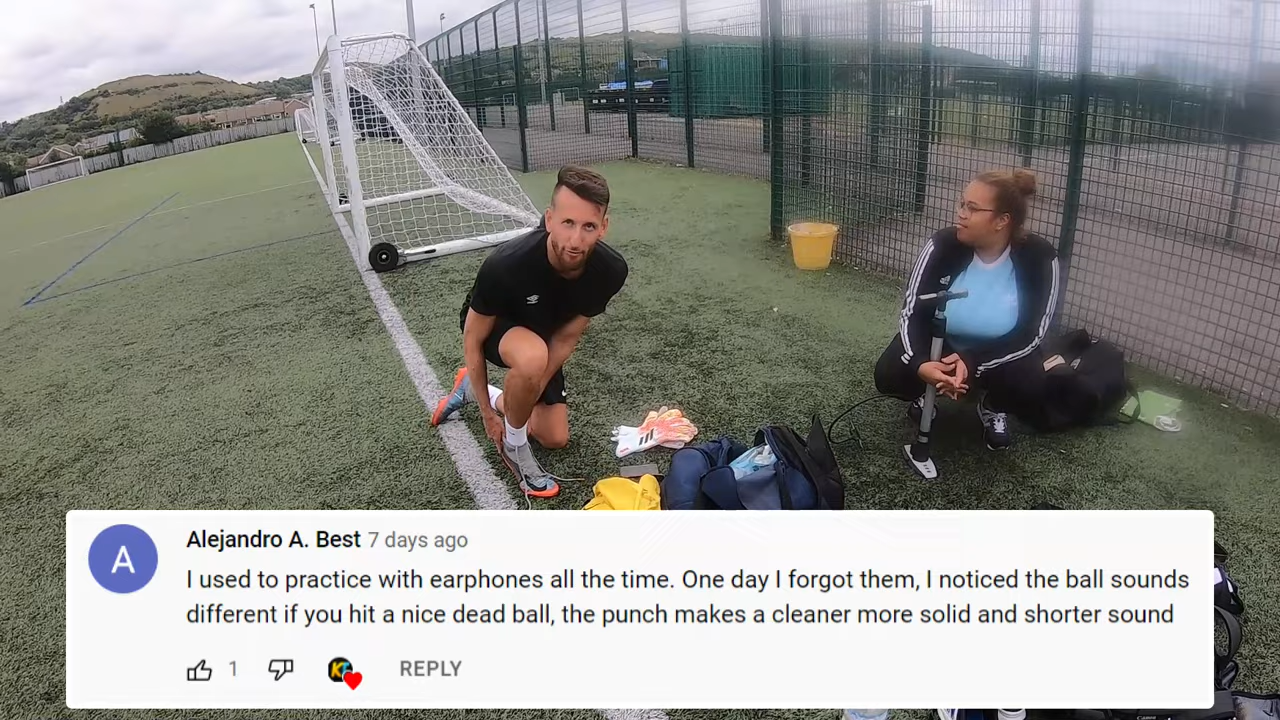 A
Alejandro A. Best 7 days ago
I used to practice with earphones all the time. One day I forgot them, I noticed the ball sounds
different if you hit a nice dead ball, the punch makes a cleaner more solid and shorter sound
1
KT
REPLY